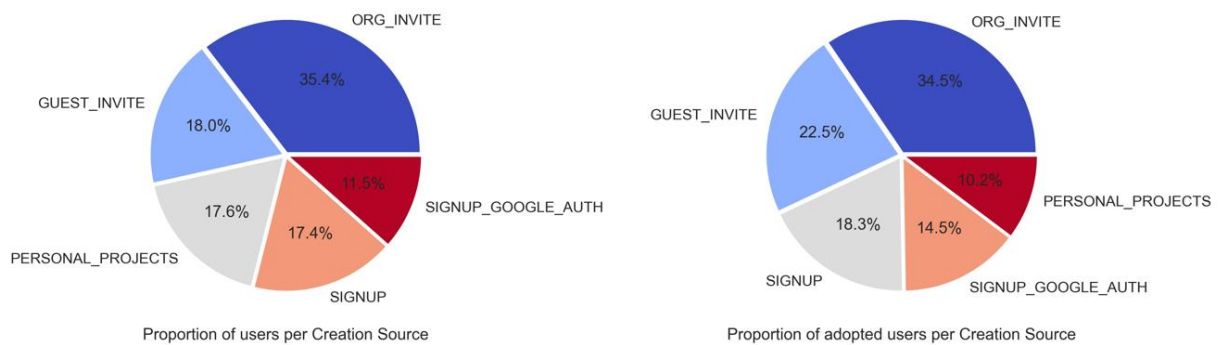 ORG_INVITE
35.4%
GUEST_INVITE
18.0%
11.5%
SIGNUP_GOOGLE_AUTH
17.6%
17.4%
PERSONAL_PROJECTS
SIGNUP
Proportion of users per Creation Source
ORG_INVITE
34.5%
GUEST_INVITE
22.5%
10.2%
PERSONAL_PROJECTS
18.3%
14.5%
SIGNUP
SIGNUP_GOOGLE_AUTH
Proportion of adopted users per Creation Source